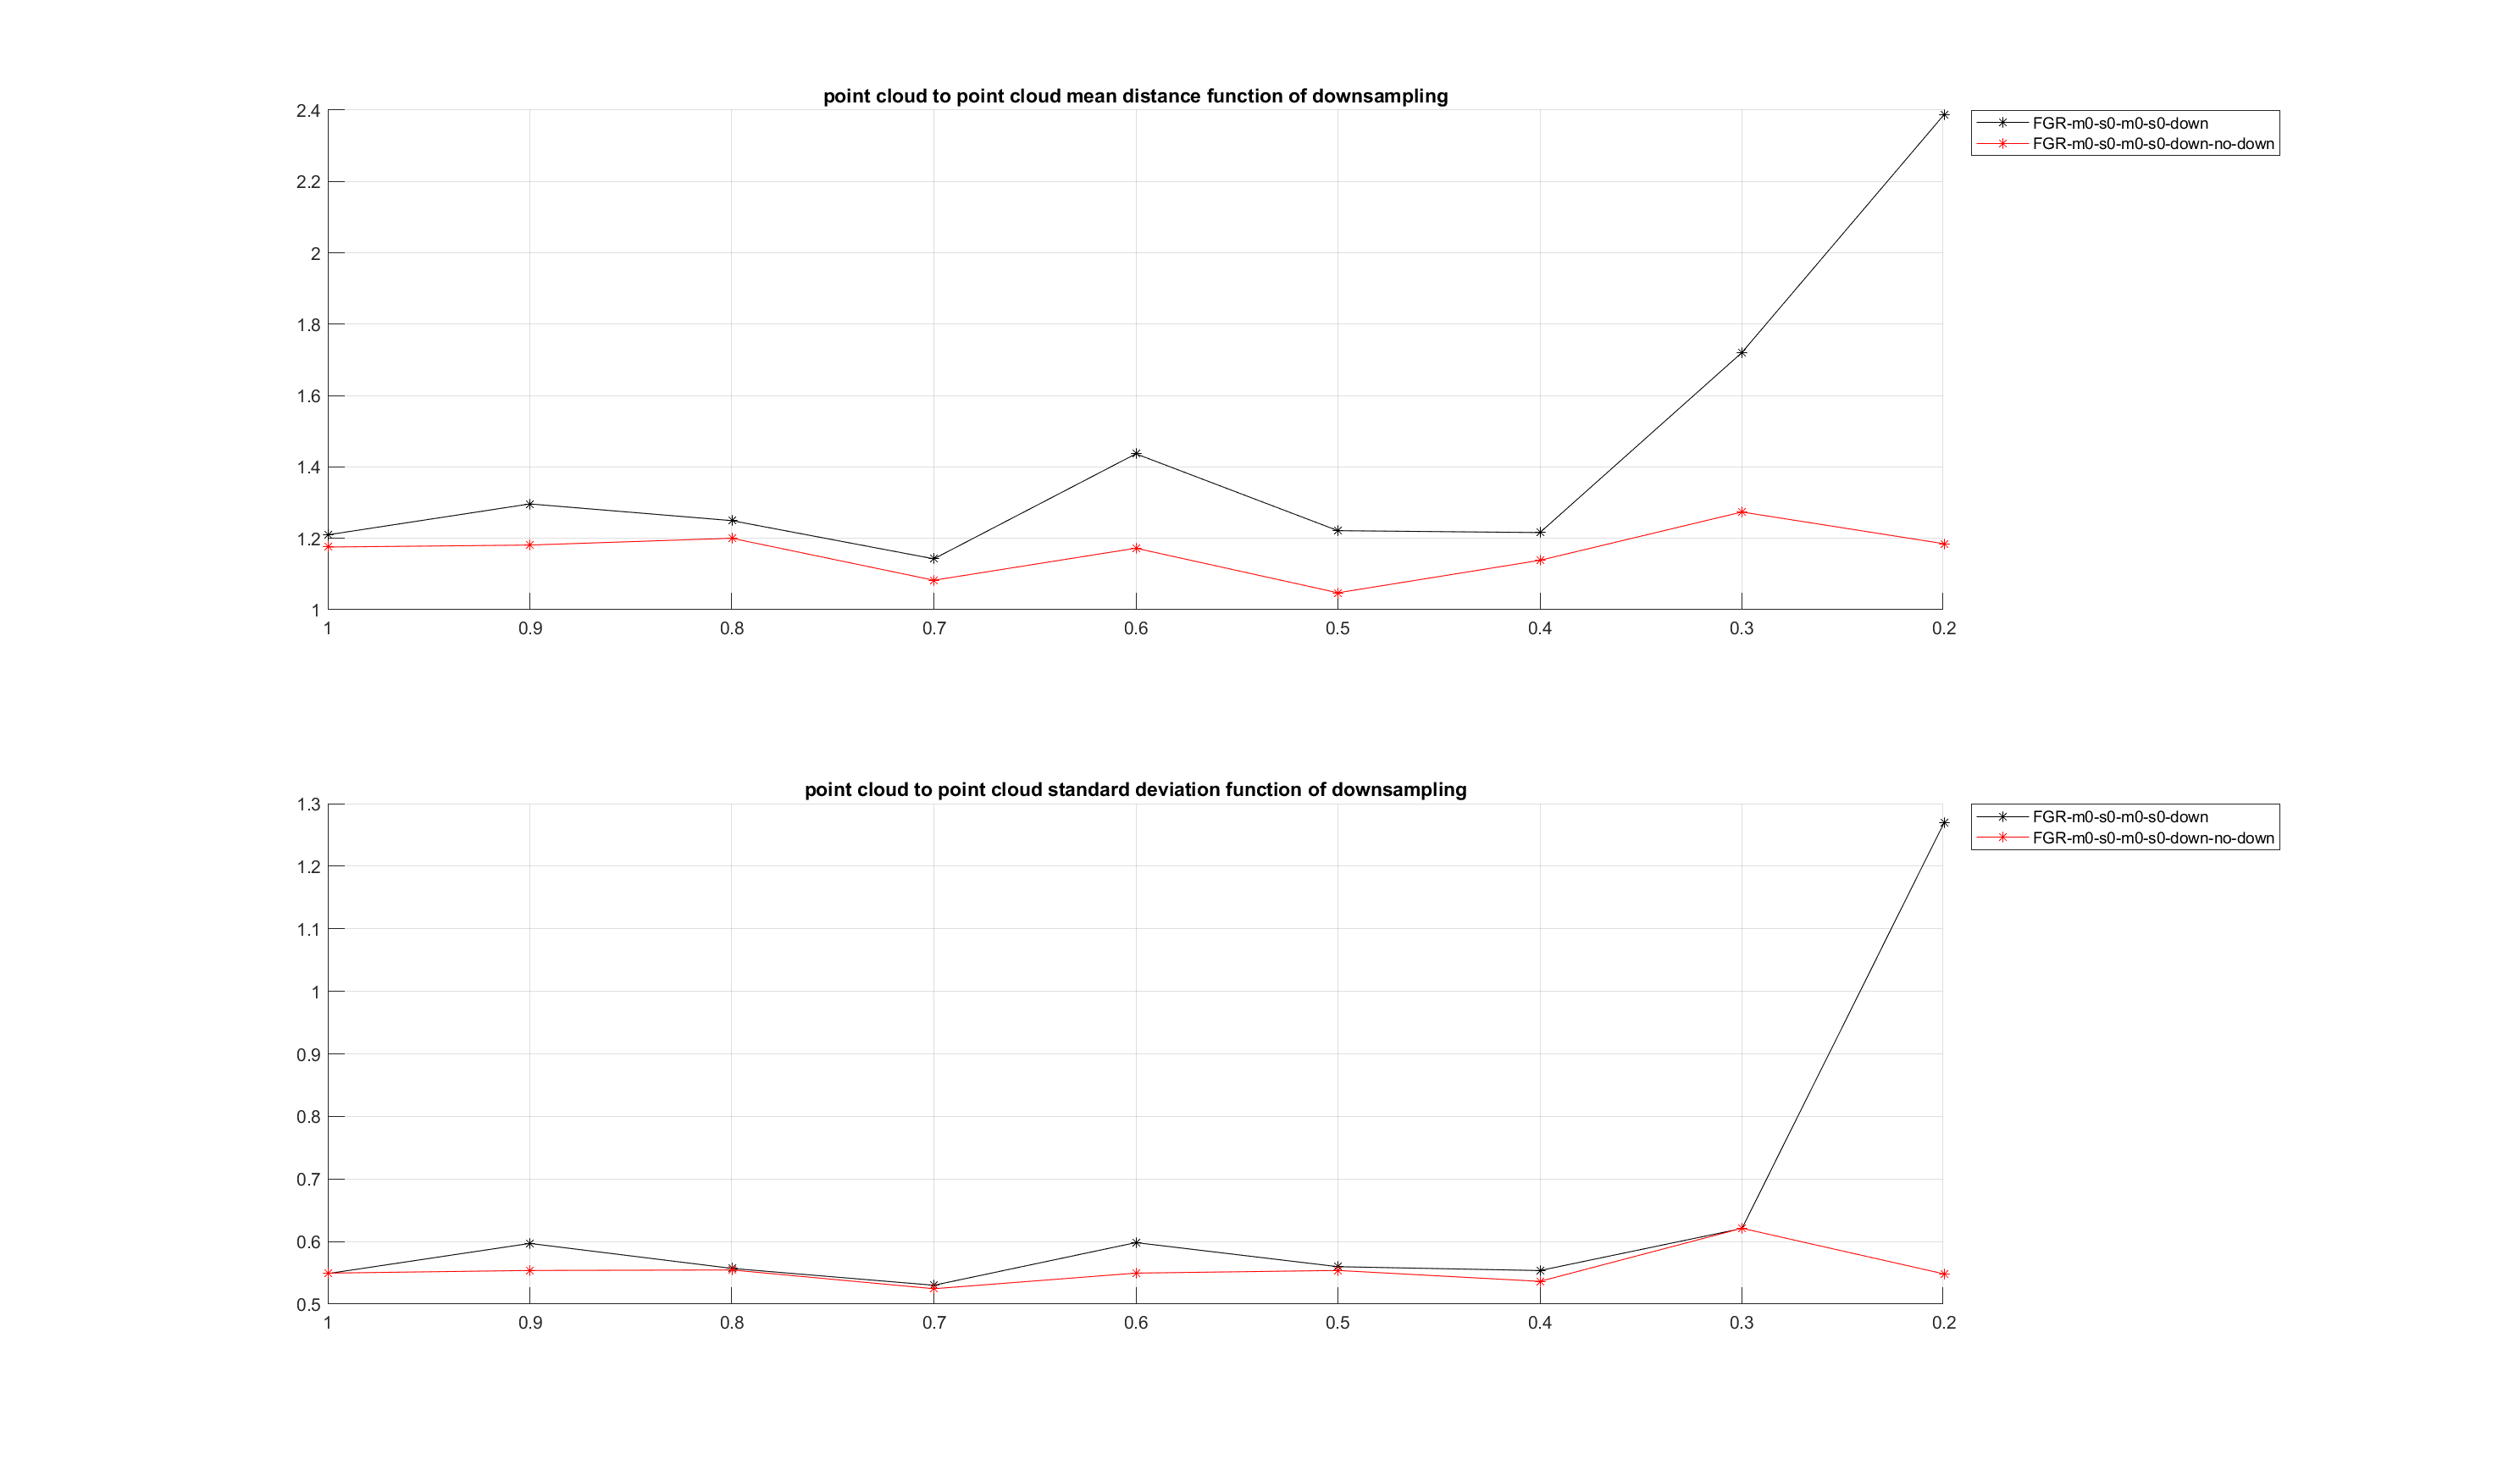 point cloud to point cloud mean distance function of downsampling
2.4
2.2
2
1.8
1.6
1.4
1.2
1
1 0.9 0.8 0.7 0.6 0.5 0.4 0.3 0.2
FGR-m0-s0-m0-s0-down
FGR-m0-s0-m0-s0-down-no-down
point cloud to point cloud standard deviation function of downsampling
1.3
1.2
1.1
1
0.9
0.8
0.7
0.6
0.5
1 0.9 0.8 0.7 0.6 0.5 0.4 0.3 0.2
FGR-m0-s0-m0-s0-down
FGR-m0-s0-m0-s0-down-no-down